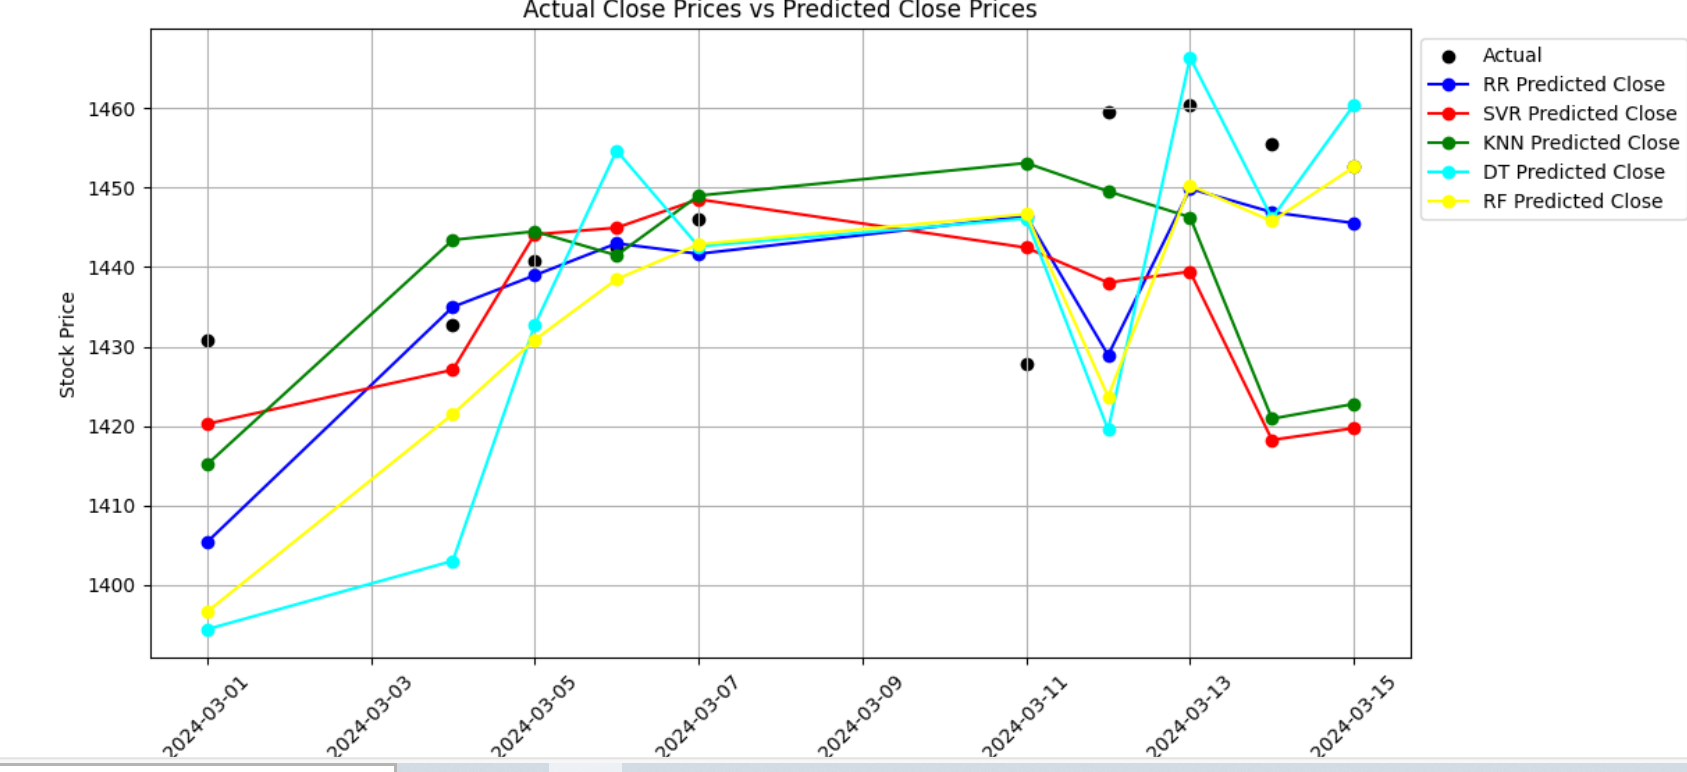 Actual Close Prices vs Predicted Close Prices
Actual
RR Predicted Close
SVR Predicted Close
KNN Predicted Close
DT Predicted Close
RF Predicted Close
Stock Price
1460
1450
1440
1430
1420
1410
1400
2024-03-01
2024-03-03
2024-03-05
2024-03-07
2024-03-09
2024-03-11
2024-03-13
2024-03-15